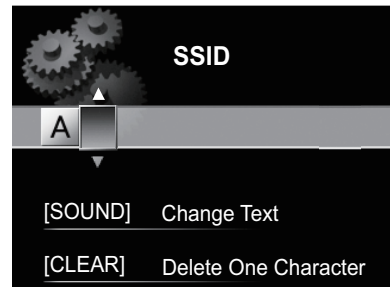 SSID
A
[SOUND] Change Text
[CLEAR] Delete One Character